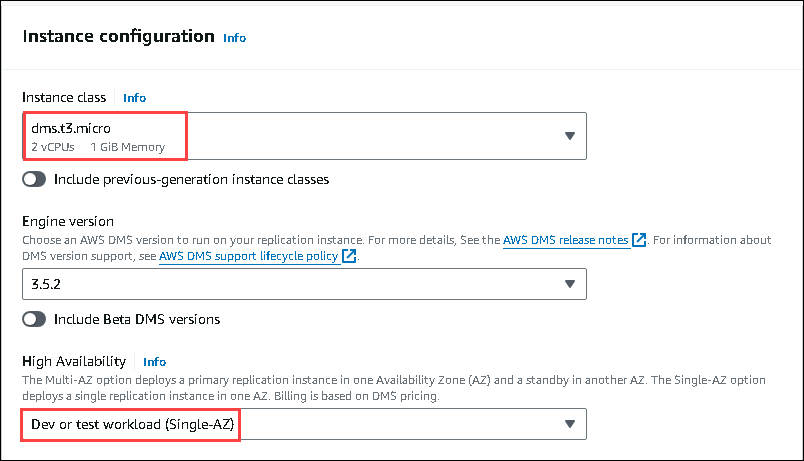 Instance configuration Info
Instance class Info
dms.t3.micro
2 vCPUs 1 GiB Memory
Include previous-generation instance classes
Engine version
Choose an AWS DMS version to run on your replication instance. For more details, See the AWS DMS release notes. For information about
DMS version support, see AWS DMS support lifecycle policy.
3.5.2
Include Beta DMS versions
High Availability Info
The Multi-AZ option deploys a primary replication instance in one Availability Zone (AZ) and a standby in another AZ. The Single-AZ option
deploys a single replication instance in one AZ. Billing is based on DMS pricing.
Dev or test workload (Single-AZ)